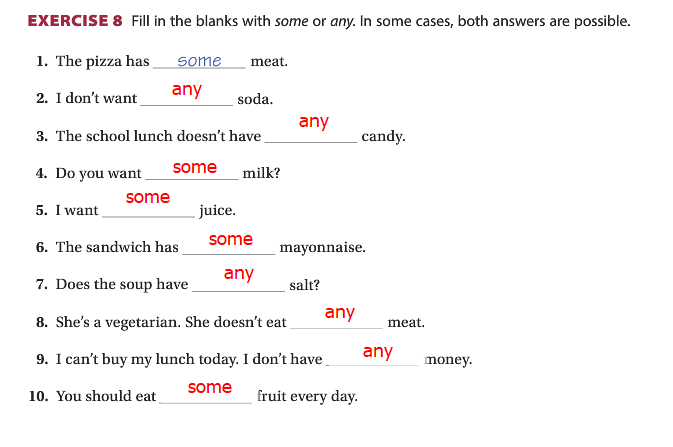 EXERCISE 8 Fill in the blanks with some or any. In some cases, both answers are possible.
1. The pizza has some meat.
2. I don't want any soda.
3. The school lunch doesn't have any candy.
4. Do you want some milk?
5. I want some juice.
6. The sandwich has some mayonnaise.
7. Does the soup have any salt?
8. She's a vegetarian. She doesn't eat any meat.
9. I can't buy my lunch today. I don't have any money.
10. You should eat some fruit every day.